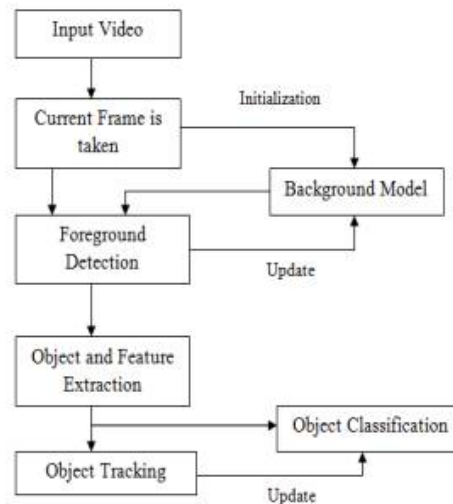 Input Video
Initialization
Current Frame is
taken
Background Model
Foreground
Detection
Update
Object and Feature
Extraction
Object Classification
Object Tracking
Update